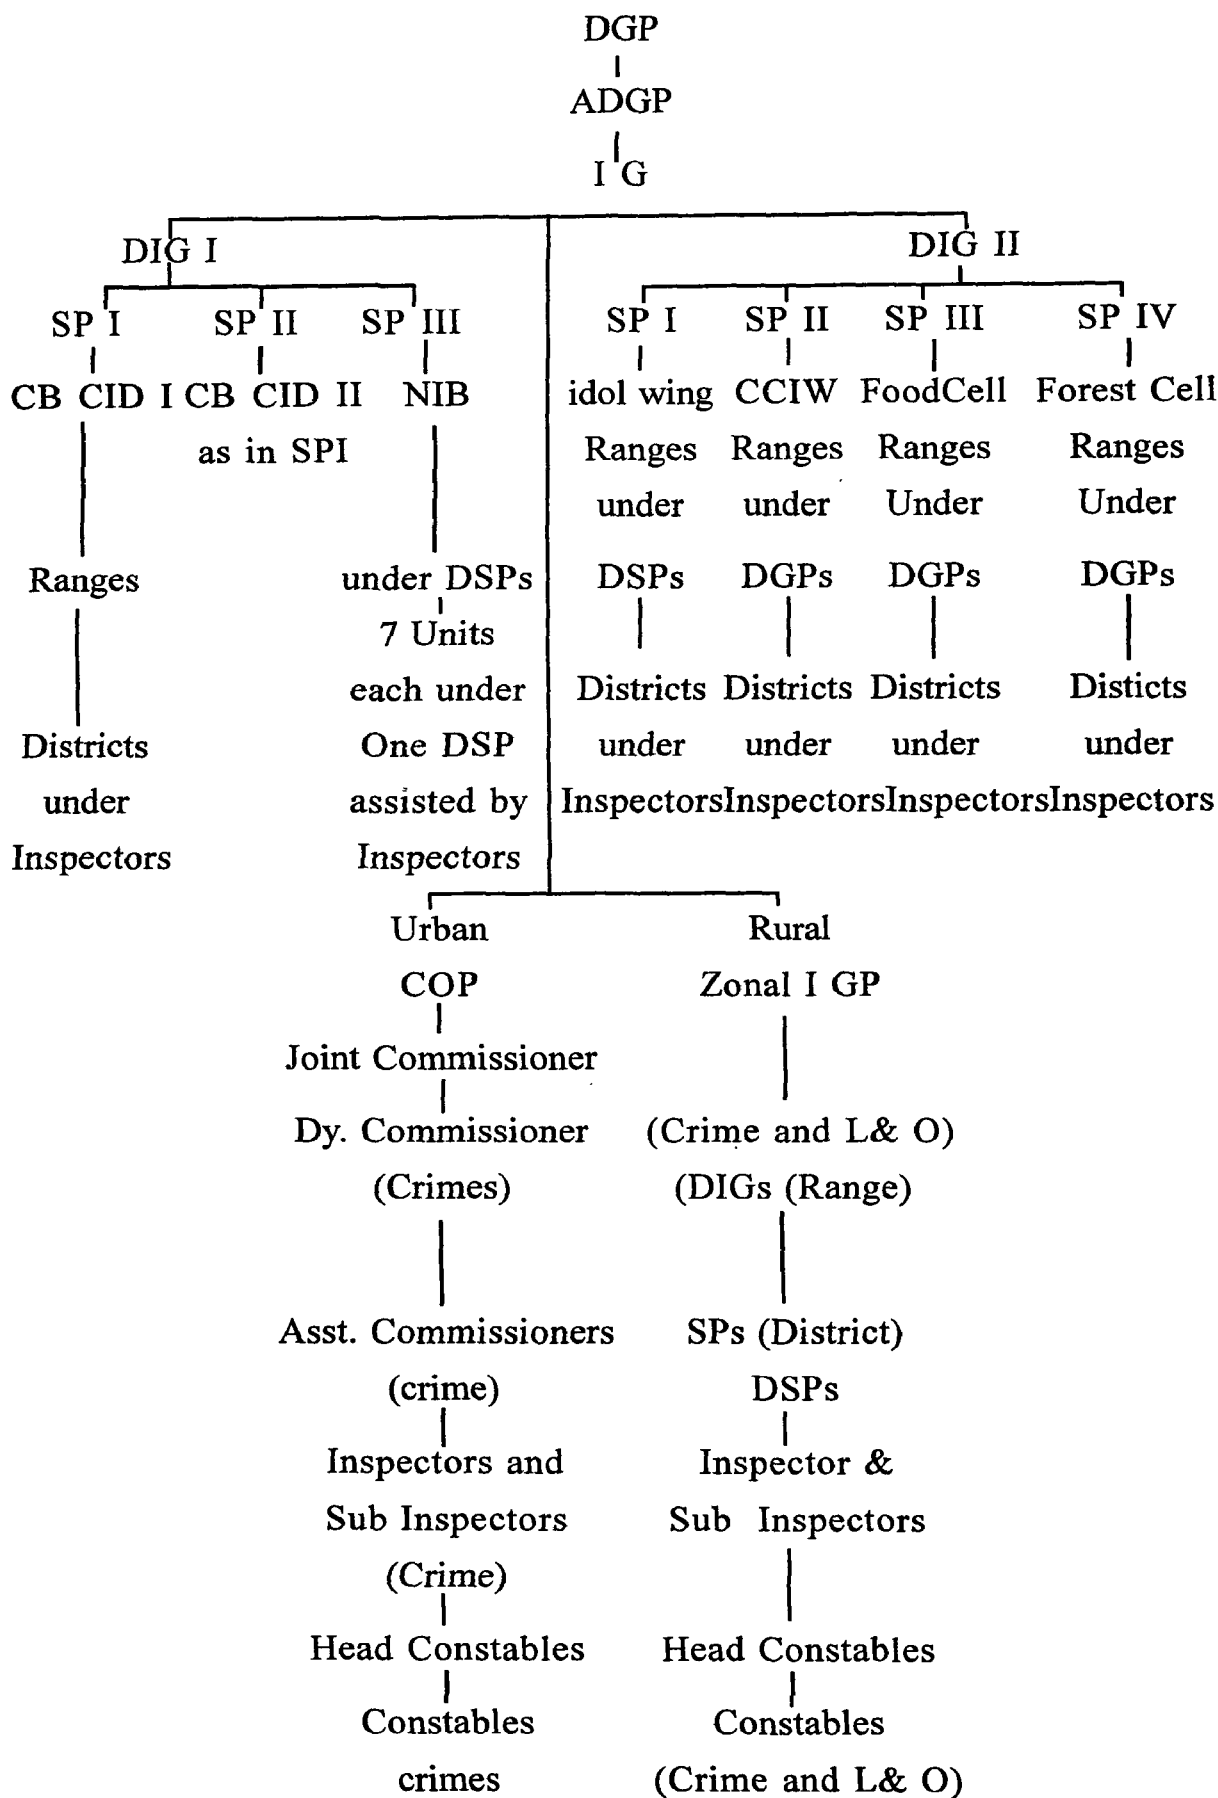 DGP
ADGP
I G
DIG I DIG II
SP I SP II SP III SP I SP II SP III SP IV
CB CID I CB CID II NIB idol wing CCIW FoodCell Forest Cell
as in SPI Ranges Ranges Ranges Ranges
under under Under Under
Ranges under DSPs DSPs DGPs DGPs DGPs
7 Units
each under Districts Districts Districts Disticts
Districts One DSP under under under under
under assisted by Inspectors Inspectors Inspectors Inspectors
Inspectors Inspectors
Urban Rural
COP Zonal I GP
Joint Commissioner
Dy. Commissioner (Crime and L& O)
(Crimes) (DIGs (Range)
Asst. Commissioners SPs (District)
(crime) DSPs
Inspectors and Inspector &
Sub Inspectors Sub Inspectors
(Crime)
Head Constables Head Constables
Constables Constables
crimes (Crime and L& O)